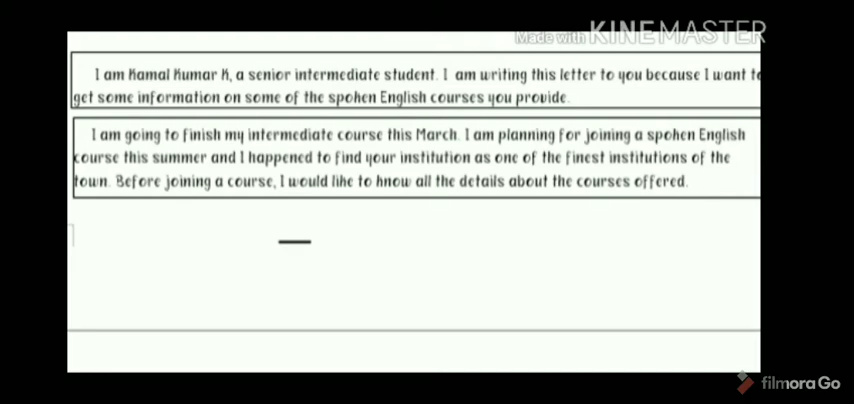 Made with KINEMASTER
I am Kamal Kumar K, a senior intermediate student. I am writing this letter to you because I want to
get some information on some of the spoken English courses you provide.
I am going to finish my intermediate course this March. I am planning for joining a spoken English
course this summer and I happened to find your institution as one of the finest institutions of the
town. Before joining a course, I would like to know all the details about the courses offered.
filmora Go